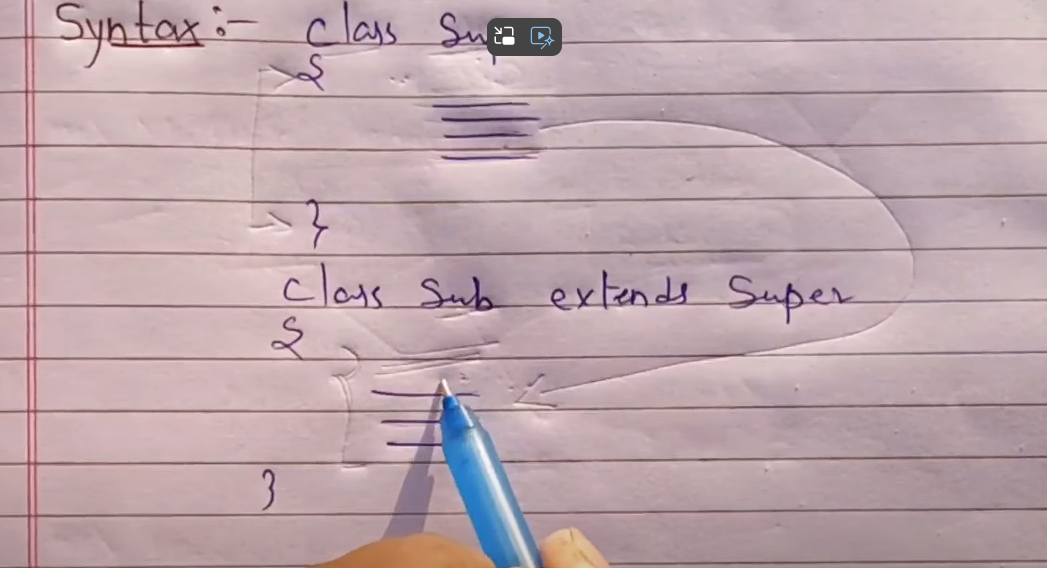 Syntax:- class
{
}
class Sub extends Super
{
}